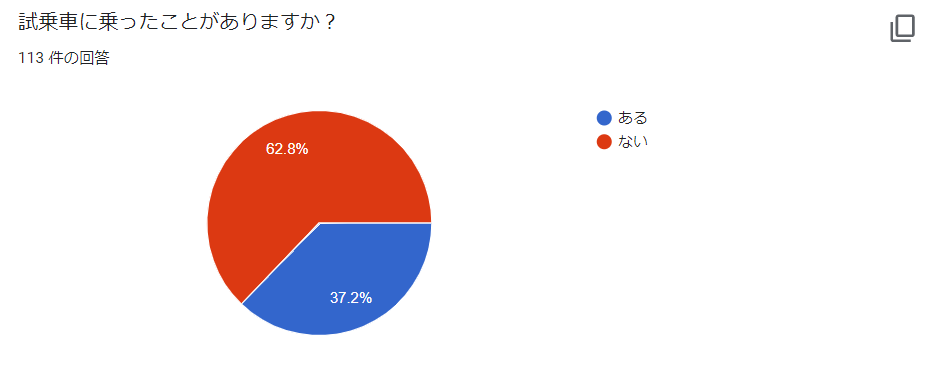 試乗車に乗ったことがありますか？
113 件の回答
ある
ない
62.8%
37.2%